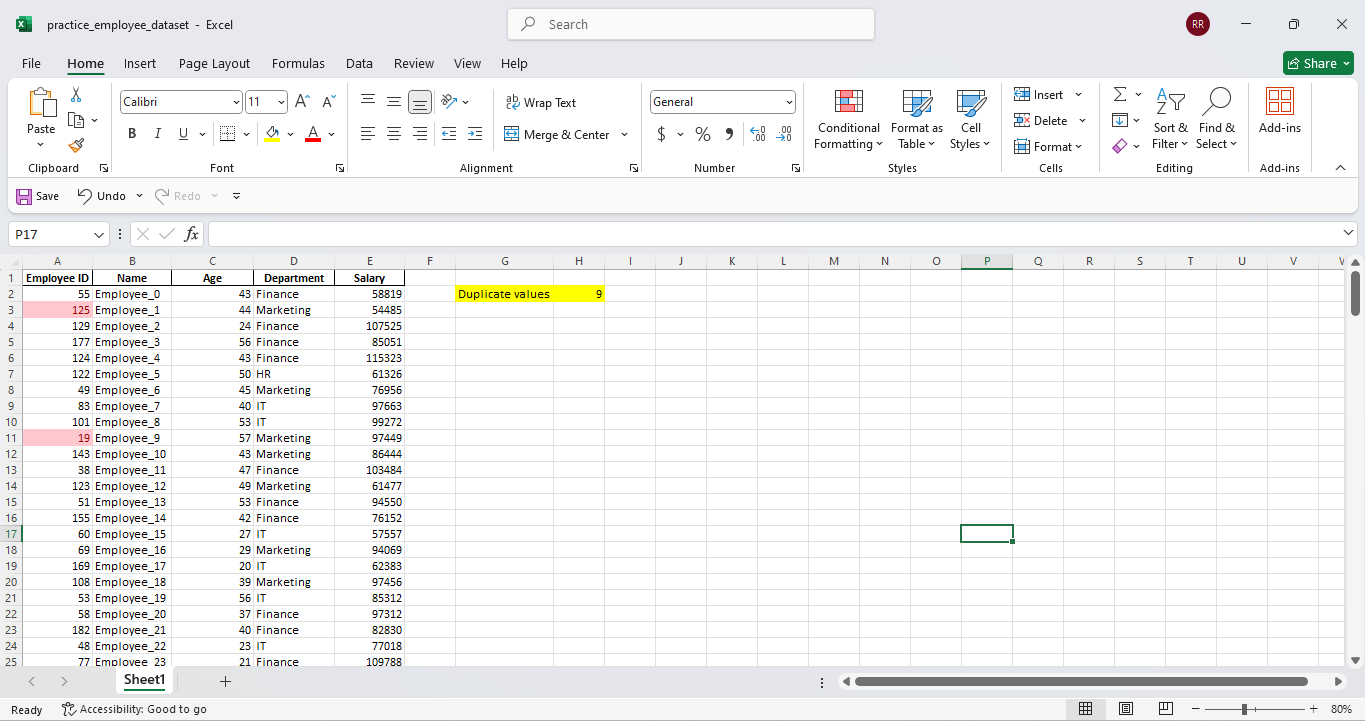 practice_employee_dataset - Excel
Search
RR
File Home Insert Page Layout Formulas Data Review View Help
Share
Paste
Clipboard
Calibri 11
B I U
Font
Wrap Text
Merge & Center
Alignment
General
$ % 9
Number
Conditional Formatting
Format as Table
Cell Styles
Styles
Insert
Delete
Format
Cells
Sort & Filter
Find & Select
Editing
Add-ins
Add-ins
Save Undo Redo
P17 fx
A B C D E F G H I J K L M N O P Q R S T U V
1 Employee ID Name Age Department Salary
2 55 Employee_0 43 Finance 58819 Duplicate values 9
3 125 Employee_1 44 Marketing 54485
4 129 Employee_2 24 Finance 107525
5 177 Employee_3 56 Finance 85051
6 124 Employee_4 43 Finance 115323
7 122 Employee_5 50 HR 61326
8 49 Employee_6 45 Marketing 76956
9 83 Employee_7 40 IT 97663
10 101 Employee_8 53 IT 99272
11 19 Employee_9 57 Marketing 97449
12 143 Employee_10 43 Marketing 86444
13 38 Employee_11 47 Finance 103484
14 123 Employee_12 49 Marketing 61477
15 51 Employee_13 53 Finance 94550
16 155 Employee_14 42 Finance 76152
17 60 Employee_15 27 IT 57557
18 69 Employee_16 29 Marketing 94069
19 169 Employee_17 20 IT 62383
20 108 Employee_18 39 Marketing 97456
21 53 Employee_19 56 IT 85312
22 58 Employee_20 37 Finance 97312
23 182 Employee_21 40 Finance 82830
24 48 Employee_22 23 IT 77018
25 77 Employee_23 21 Finance 109788
Sheet1
Ready Accessibility: Good to go 80%